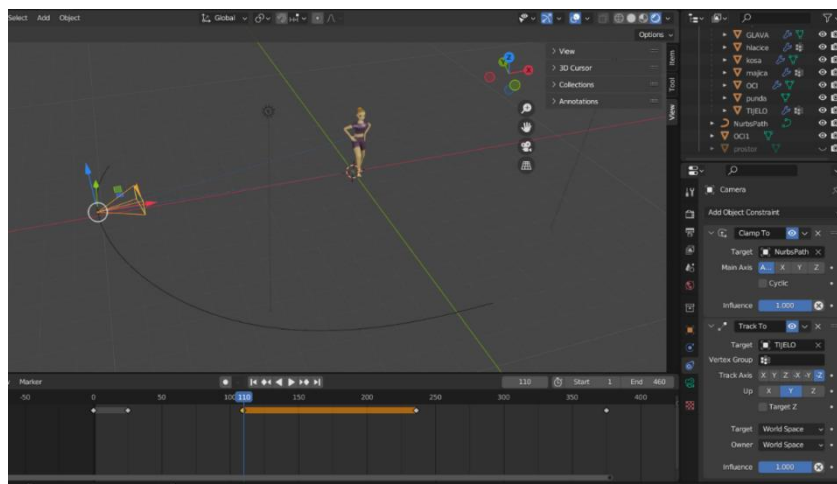 Select Add Object
Global
Options
View
3D Cursor
Collections
Annotations
Item
Tool
View
GLAVA
hlacice
kosa
majica
OCI
punda
TIJELO
NurbsPath
OCI1
prostor
Camera
Add Object Constraint
Clamp To
Target NurbsPath
Main Axis A... X Y Z
Cyclic
Influence 1.000
Track To
Target TIJELO
Vertex Group
Track Axis X Y Z -X -Y -Z
Up X Y Z
Target Z
Target World Space
Owner World Space
Influence 1.000
Marker
110 Start 1 End 460
-50 0 50 100 110 150 200 250 300 350 400